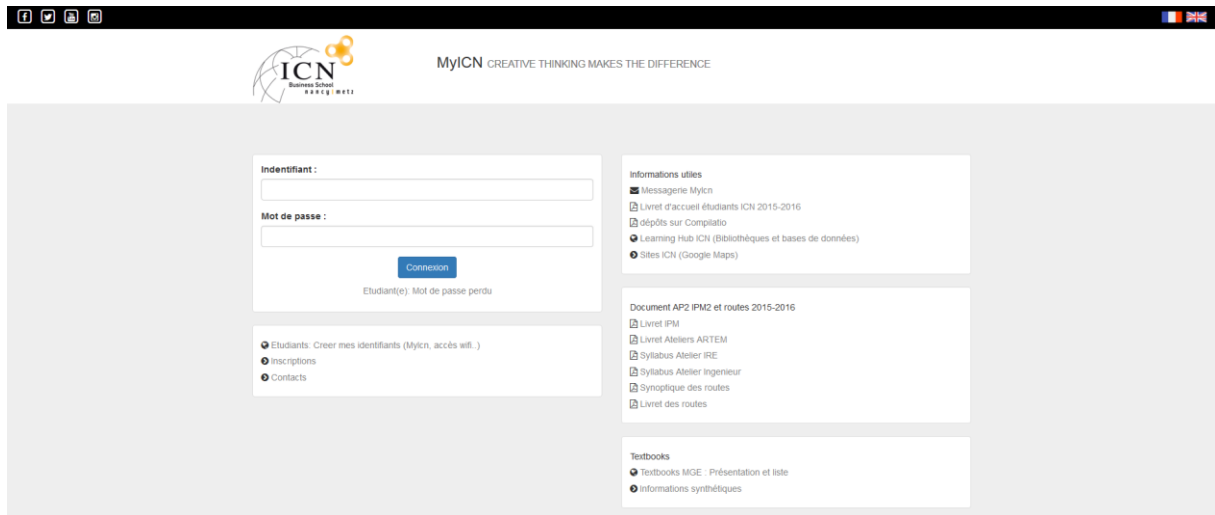 ICN
Business School
nancy|metz
MyICN CREATIVE THINKING MAKES THE DIFFERENCE
Indentifiant :
Mot de passe :
Connexion
Etudiant(e): Mot de passe perdu
Etudiants: Creer mes identifiants (MyIcn, accès wifi..)
Inscriptions
Contacts
Informations utiles
Messagerie MyIcn
Livret d'accueil étudiants ICN 2015-2016
dépôts sur Compilatio
Learning Hub ICN (Bibliothèques et bases de données)
Sites ICN (Google Maps)
Document AP2 IPM2 et routes 2015-2016
Livret IPM
Livret Ateliers ARTEM
Syllabus Atelier IRE
Syllabus Atelier Ingenieur
Synoptique des routes
Livret des routes
Textbooks
Textbooks MGE : Présentation et liste
Informations synthétiques